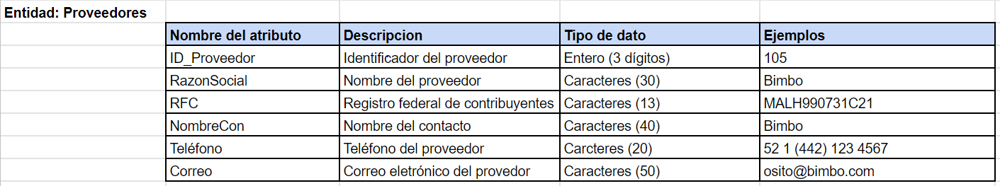 Entidad: Proveedores
Nombre del atributo Descripcion Tipo de dato Ejemplos
ID_Proveedor Identificador del proveedor Entero (3 dígitos) 105
RazonSocial Nombre del proveedor Caracteres (30) Bimbo
RFC Registro federal de contribuyentes Caracteres (13) MALH990731C21
NombreCon Nombre del contacto Caracteres (40) Bimbo
Teléfono Teléfono del proveedor Carcteres (20) 52 1 (442) 123 4567
Correo Correo eletrónico del provedor Caracteres (50) osito@bimbo.com